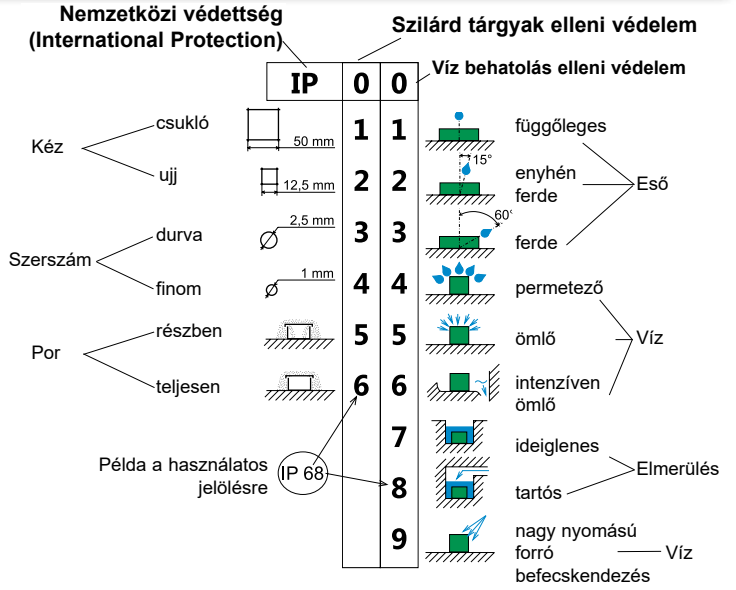 Nemzetközi védettség
(International Protection)
Szilárd tárgyak elleni védelem
Víz behatolás elleni védelem
IP 0 0
Kéz
csukló
50 mm
1 1
függőleges
ujj
12,5 mm
2 2
15°
enyhén
ferde
Eső
Szerszám
durva
2,5 mm
3 3
60°
ferde
finom
1 mm
4 4
permetező
Por
részben
5 5
ömlő
Víz
teljesen
6 6
intenzíven
ömlő
7
ideiglenes
Elmerülés
Példa a használatos
jelölésre
IP 68
8
tartós
9
nagy nyomású
forró
befecskendezés
Víz